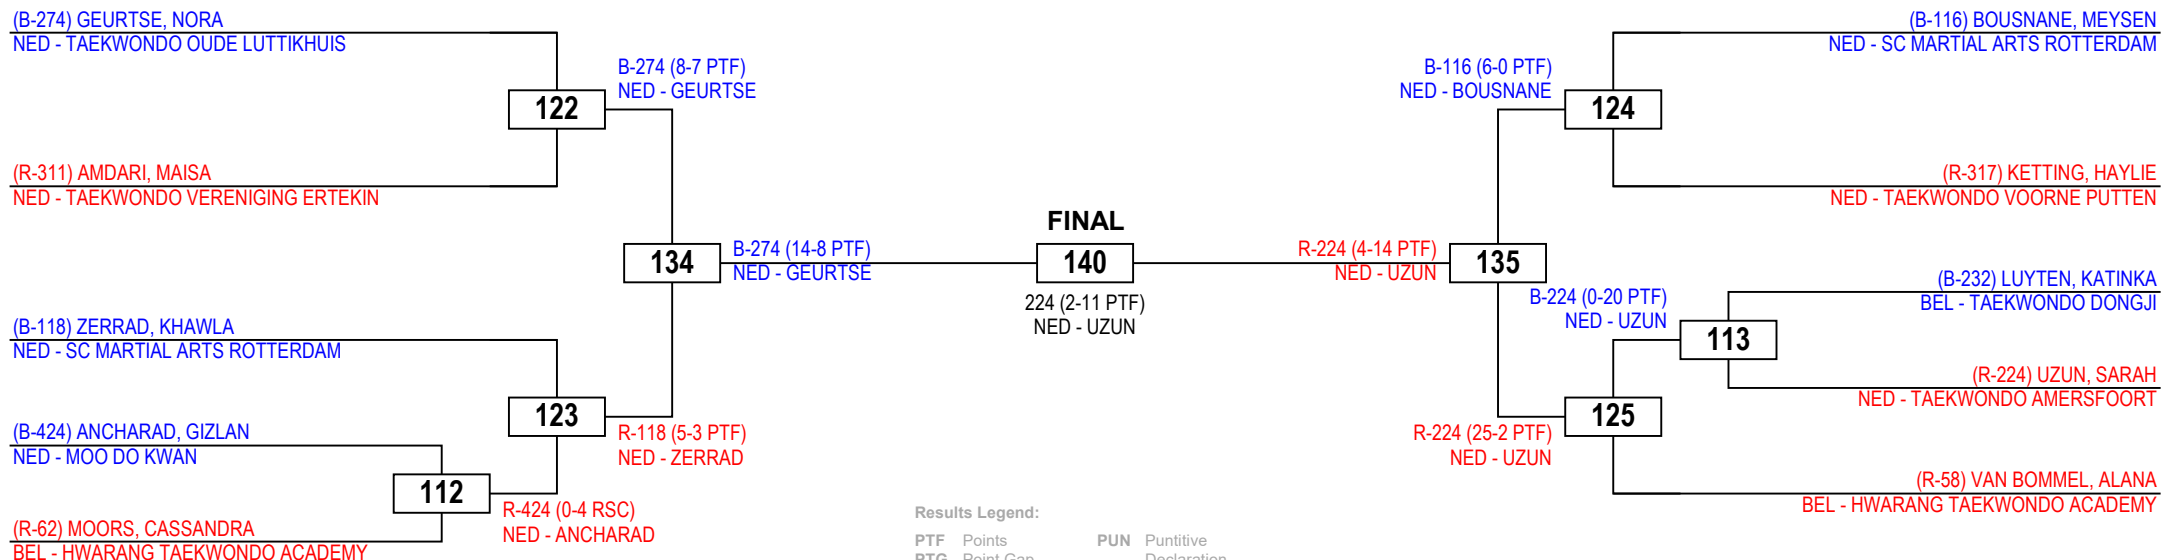 (B-274) GEURTSE, NORA
NED - TAEKWONDO OUDE LUTTIKHUIS
B-274 (8-7 PTF)
NED - GEURTSE
122
(R-311) AMDARI, MAISA
NED - TAEKWONDO VERENIGING ERTEKIN
134
B-274 (14-8 PTF)
NED - GEURTSE
(B-118) ZERRAD, KHAWLA
NED - SC MARTIAL ARTS ROTTERDAM
123
R-118 (5-3 PTF)
NED - ZERRAD
(B-424) ANCHARAD, GIZLAN
NED - MOO DO KWAN
112
R-424 (0-4 RSC)
NED - ANCHARAD
(R-62) MOORS, CASSANDRA
BEL - HWARANG TAEKWONDO ACADEMY
FINAL
140
224 (2-11 PTF)
NED - UZUN
(B-116) BOUSNANE, MEYSEN
NED - SC MARTIAL ARTS ROTTERDAM
B-116 (6-0 PTF)
NED - BOUSNANE
124
(R-317) KETTING, HAYLIE
NED - TAEKWONDO VOORNE PUTTEN
R-224 (4-14 PTF)
NED - UZUN
135
(B-232) LUYTEN, KATINKA
BEL - TAEKWONDO DONGJI
B-224 (0-20 PTF)
NED - UZUN
113
(R-224) UZUN, SARAH
NED - TAEKWONDO AMERSFOORT
125
R-224 (25-2 PTF)
NED - UZUN
(R-58) VAN BOMMEL, ALANA
BEL - HWARANG TAEKWONDO ACADEMY
Results Legend:
PTF Points PUN Puntitive
PTG Point Gap Declaration